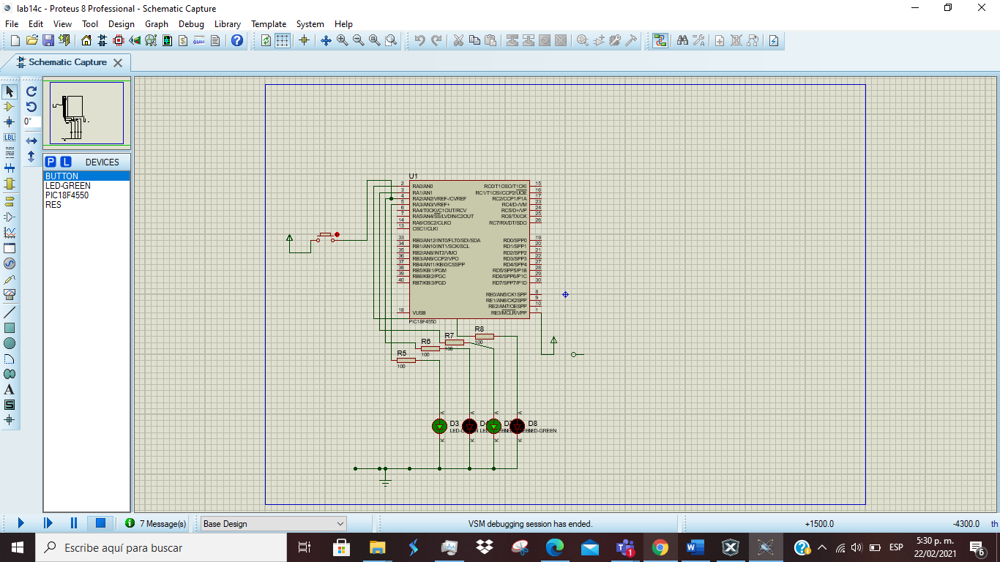 lab14c - Proteus 8 Professional - Schematic Capture
File Edit View Tool Design Graph Debug Library Template System Help
Schematic Capture
0°
P L DEVICES
BUTTON
LED-GREEN
PIC18F4550
RES
LBL
A
S
U1
2 RA0/AN0
3 RA1/AN1
4 RA2/AN2/VREF-/CVREF
5 RA3/AN3/VREF+
6 RA4/T0CKI/C1OUT/RCV
7 RA5/AN4/SS/LVDIN/C2OUT
14 RA6/OSC2/CLKO
13 OSC1/CLKI
33 RB0/AN12/INT0/FLT0/SDI/SDA
34 RB1/AN10/INT1/SCK/SCL
35 RB2/AN8/INT2/VMO
36 RB3/AN9/CCP2/VPO
37 RB4/AN11/KBI0/CSSPP
38 RB5/KBI1/PGM
39 RB6/KBI2/PGC
40 RB7/KBI3/PGD
18 VUSB
RC0/T1OSO/T1CKI 15
RC1/T1OSI/CCP2/UOE 16
RC2/CCP1/P1A 17
RC4/D-/VM 23
RC5/D+/VP 24
RC6/TX/CK 25
RC7/RX/DT/SDO 26
RD0/SPP0 19
RD1/SPP1 20
RD2/SPP2 21
RD3/SPP3 22
RD4/SPP4 27
RD5/SPP5/P1B 28
RD6/SPP6/P1C 29
RD7/SPP7/P1D 30
RE0/AN5/CK1SPP 8
RE1/AN6/CK2SPP 9
RE2/AN7/OESPP 10
RE3/MCLR/VPP 1
PIC18F4550
R8
100
R7
100
R6
100
R5
100
A A A A
D3 D8
LED-GREEN
K K K K
7 Message(s)
Base Design
VSM debugging session has ended.
+1500.0 -4300.0 th
Escribe aquí para buscar
1
ESP
5:30 p. m.
22/02/2021
6